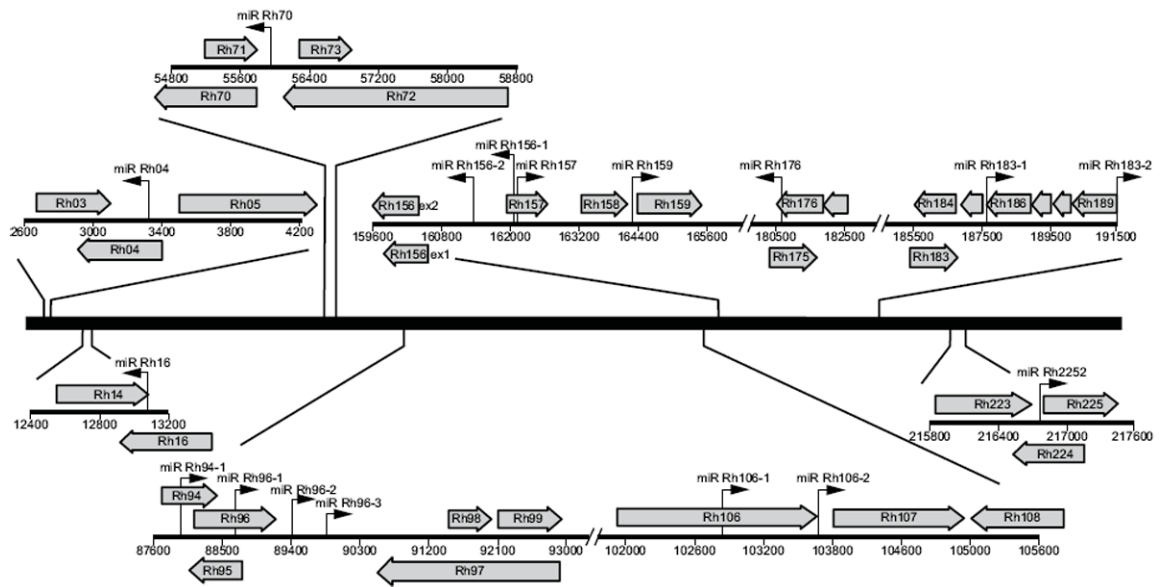 miR Rh70
Rh71 Rh73
54800 55600 56400 57200 58000 58800
Rh70 Rh72
miR Rh04
Rh03 Rh05
2600 3000 3400 3800 4200
Rh04
miR Rh156-1
miR Rh156-2 miR Rh157 miR Rh159 miR Rh176 miR Rh183-1 miR Rh183-2
Rh156 ex2 Rh157 Rh158 Rh159 Rh176 Rh184 Rh186 Rh189
159600 160800 162000 163200 164400 165600 180500 182500 185500 187500 189500 191500
Rh156 ex1 Rh175 Rh183
miR Rh16
Rh14
12400 12800 13200
Rh16
miR Rh2252
Rh223 Rh225
215800 216400 217000 217600
Rh224
miR Rh94-1 miR Rh96-1 miR Rh96-2 miR Rh96-3 miR Rh106-1 miR Rh106-2
Rh94
Rh96 Rh98 Rh99 Rh106 Rh107 Rh108
87600 88500 89400 90300 91200 92100 93000 102000 102600 103200 103800 104600 105000 105600
Rh95 Rh97